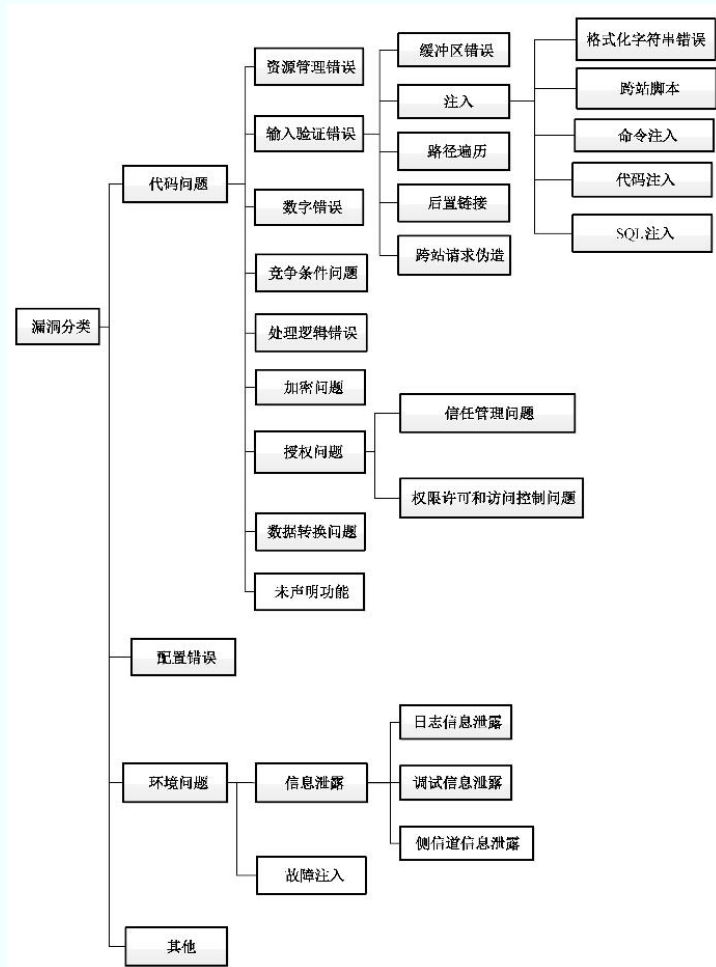 漏洞分类
代码问题
资源管理错误
输入验证错误
缓冲区错误
注入
格式化字符串错误
跨站脚本
命令注入
代码注入
SQL注入
路径遍历
后置链接
跨站请求伪造
数字错误
竞争条件问题
处理逻辑错误
加密问题
授权问题
信任管理问题
权限许可和访问控制问题
数据转换问题
未声明功能
配置错误
环境问题
信息泄露
日志信息泄露
调试信息泄露
侧信道信息泄露
故障注入
其他